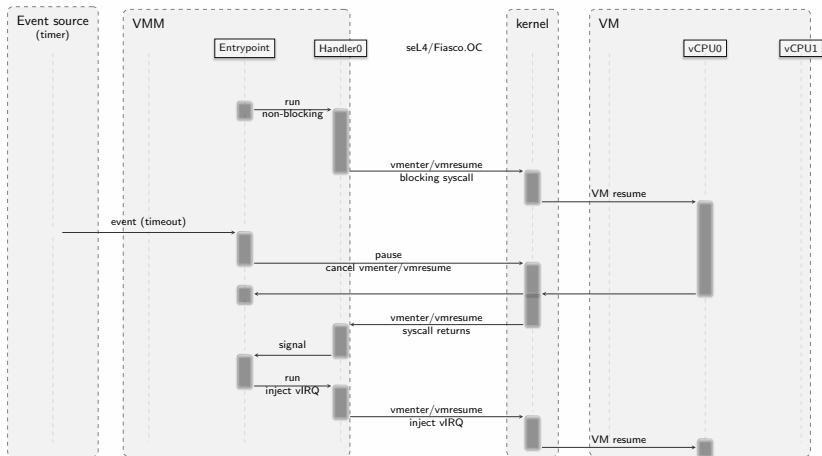 Event source
(timer)
VMM
kernel
VM
Entrypoint
Handler0
seL4/Fiasco.OC
vCPU0
vCPU1
run
non-blocking
vmenter/vmresume
blocking syscall
VM resume
event (timeout)
pause
cancel vmenter/vmresume
vmenter/vmresume
syscall returns
signal
run
inject vIRQ
vmenter/vmresume
inject vIRQ
VM resume